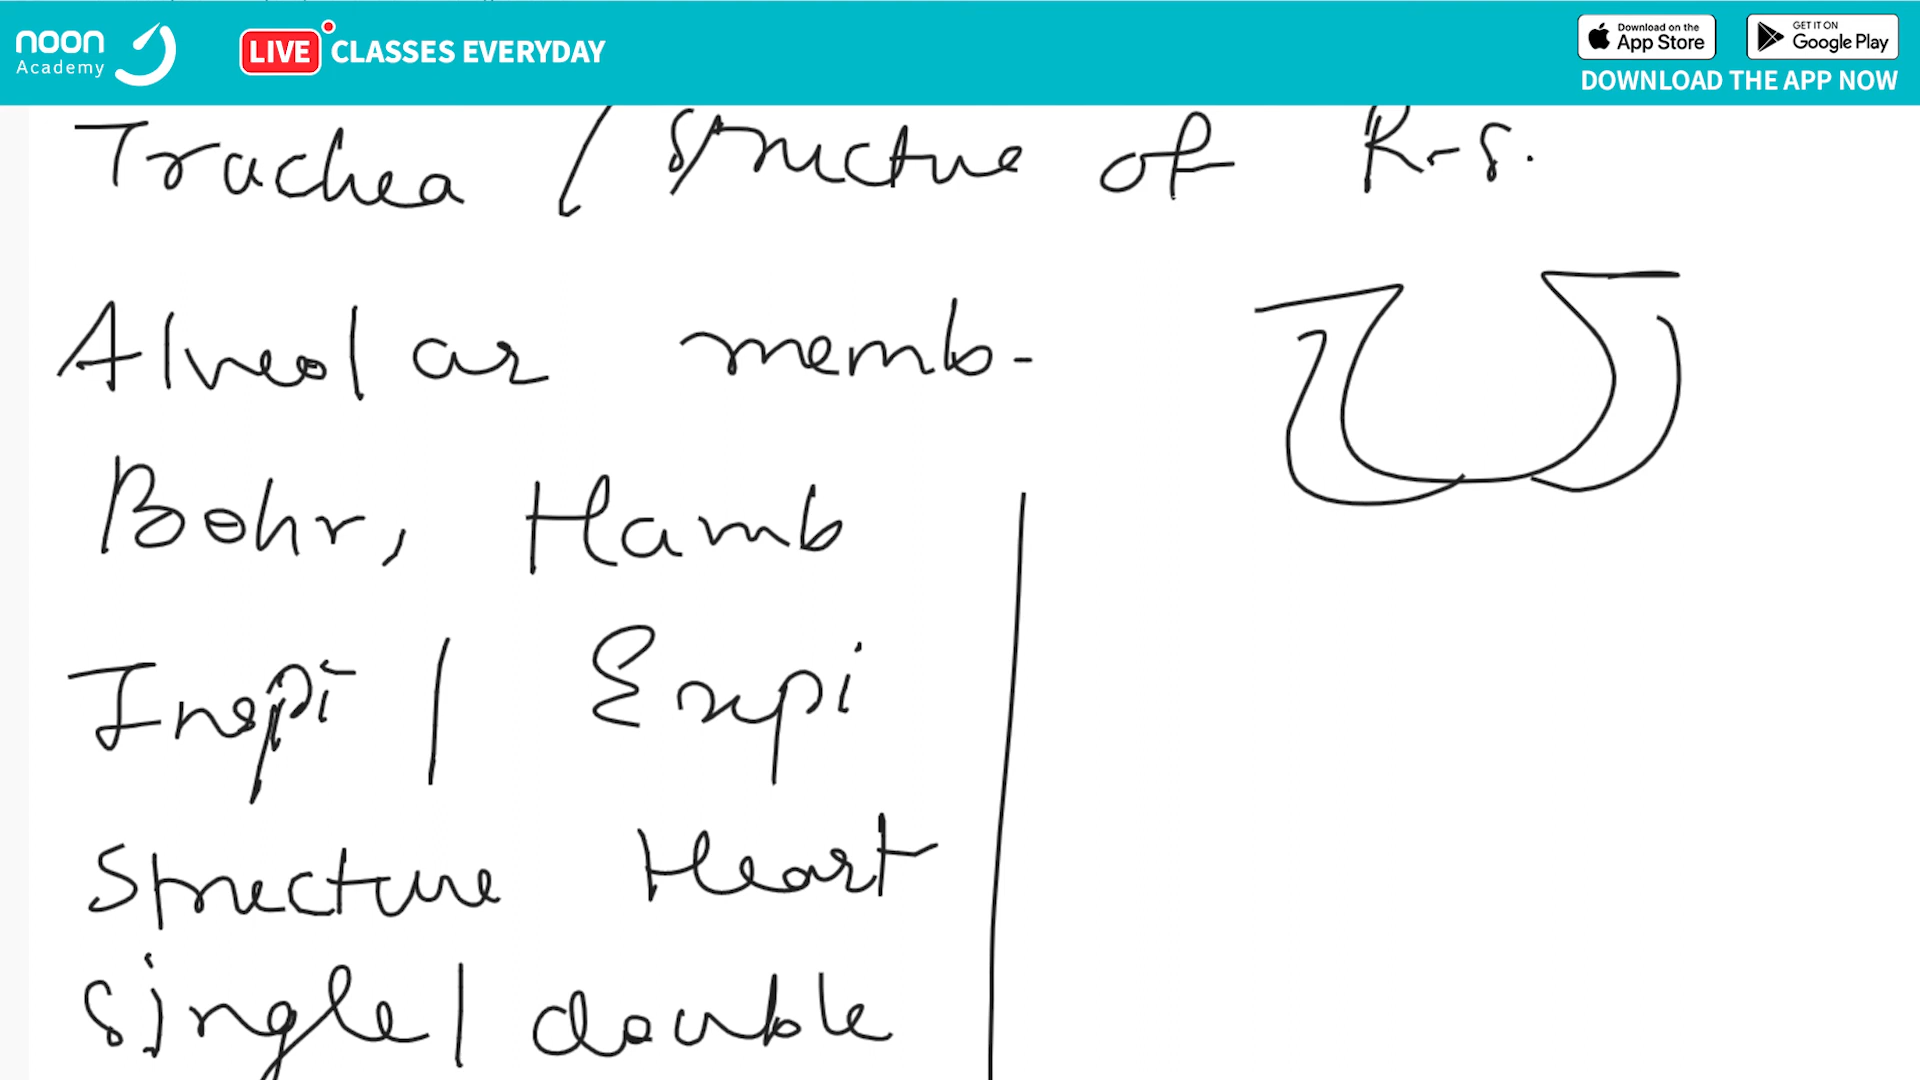 noon
Academy
LIVE CLASSES EVERYDAY
Download on the
App Store
GET IT ON
Google Play
DOWNLOAD THE APP NOW
Trachea / structure of R-S.
Alveolar memb-
Bohr, Hamb
Inspi / Expi
Structure Heart
Single / double